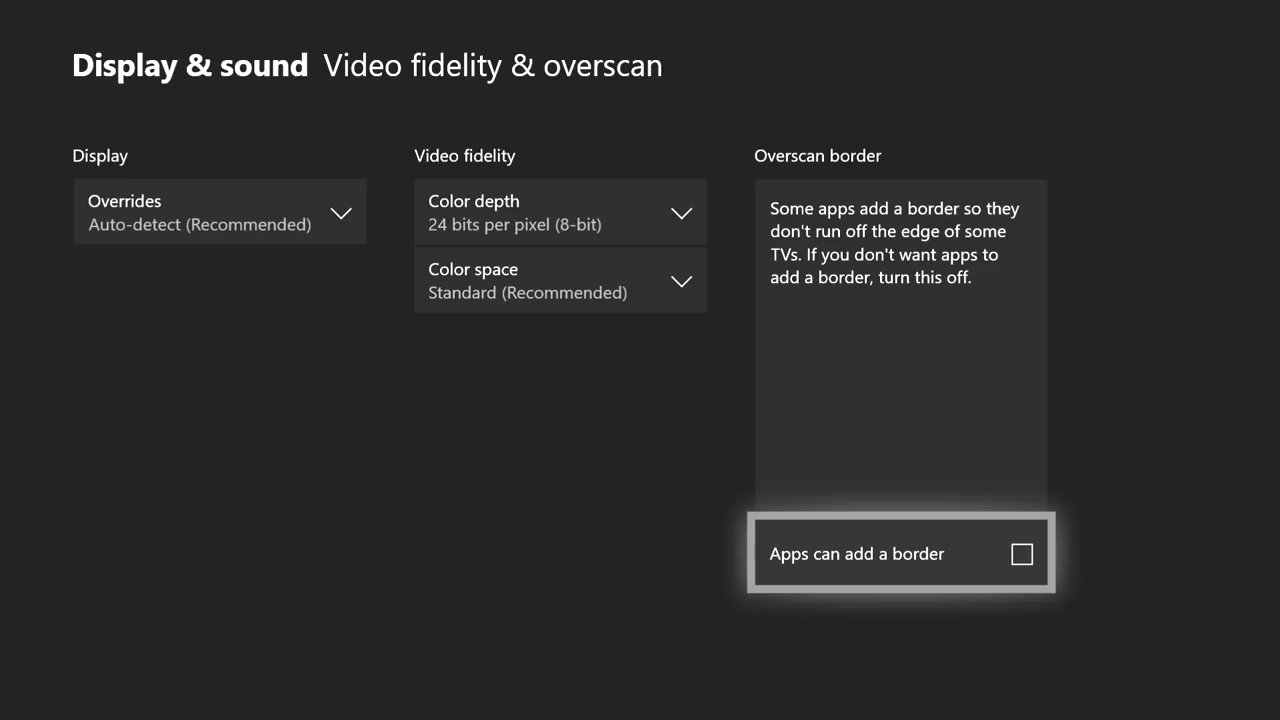 Display & sound Video fidelity & overscan
Display
Overrides
Auto-detect (Recommended)
Video fidelity
Color depth
24 bits per pixel (8-bit)
Color space
Standard (Recommended)
Overscan border
Some apps add a border so they
don't run off the edge of some
TVs. If you don't want apps to
add a border, turn this off.
Apps can add a border